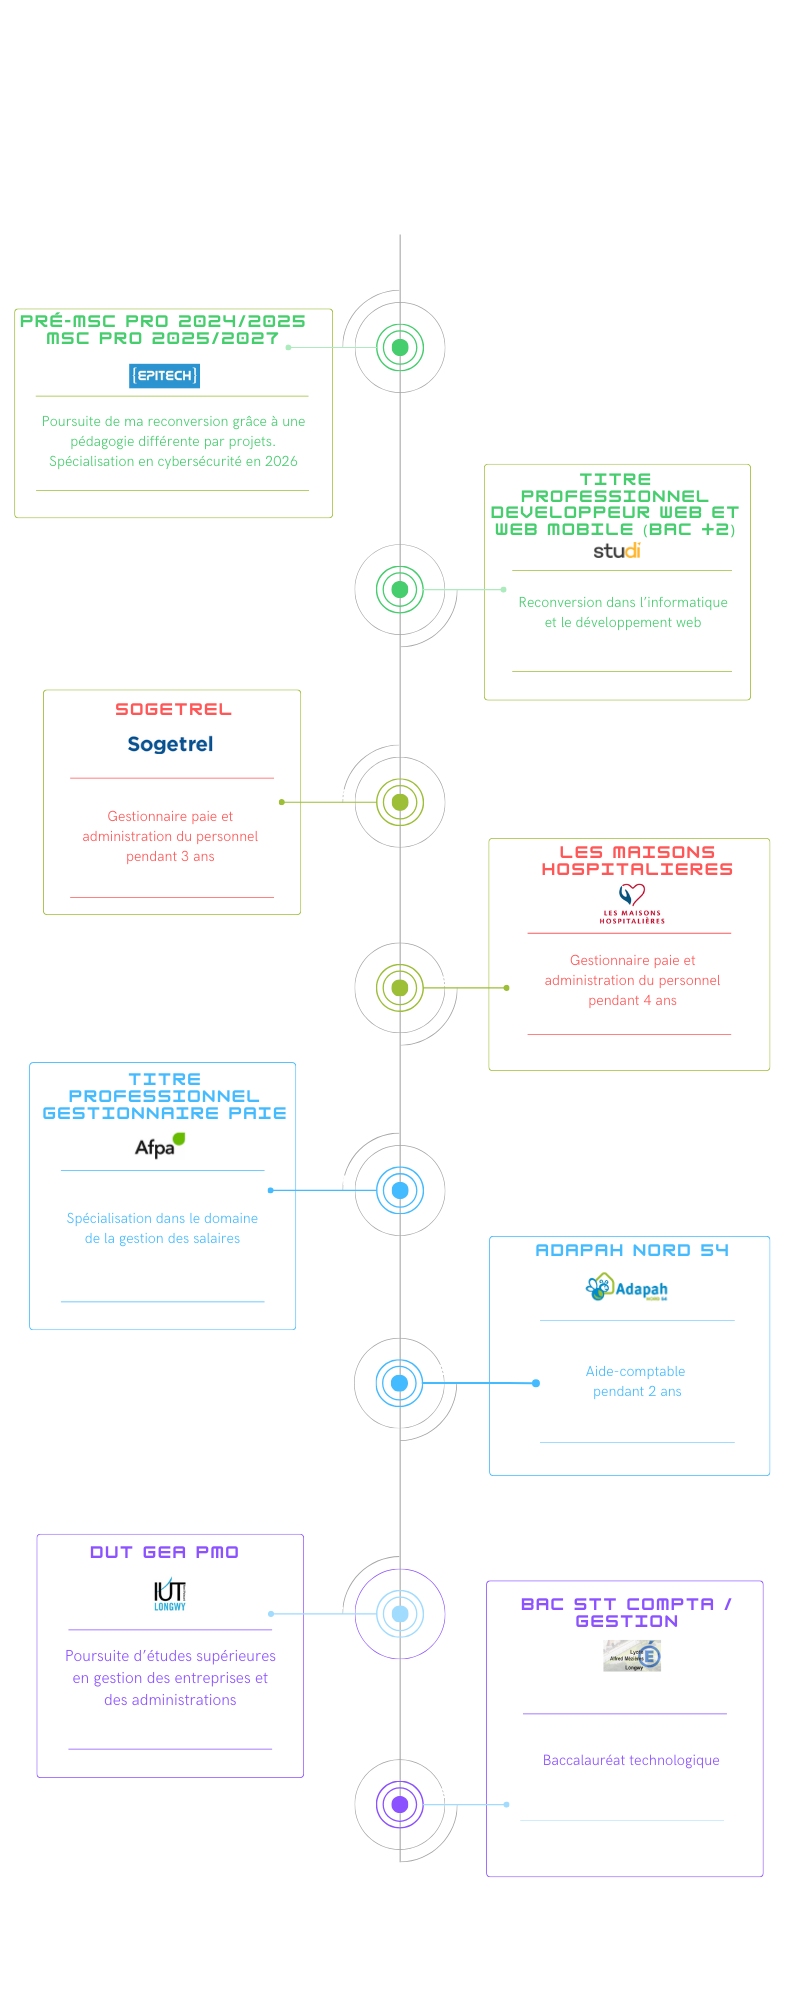 PRÉ-MSC PRO 2024/2025
MSC PRO 2025/2027
{EPITECH}
Poursuite de ma reconversion grâce à une
pédagogie différente par projets.
Spécialisation en cybersécurité en 2026
TITRE
PROFESSIONNEL
DEVELOPPEUR WEB ET
WEB MOBILE (BAC +2)
studi
Reconversion dans l'informatique
et le développement web
SOGETREL
Sogetrel
Gestionnaire paie et
administration du personnel
pendant 3 ans
LES MAISONS
HOSPITALIERES
LES MAISONS
HOSPITALIÈRES
Gestionnaire paie et
administration du personnel
pendant 4 ans
TITRE
PROFESSIONNEL
GESTIONNAIRE PAIE
Afpa
Spécialisation dans le domaine
de la gestion des salaires
ADAPAH NORD 54
Adapah
NORD 54
Aide-comptable
pendant 2 ans
DUT GEA PMO
IUT
LONGWY
Poursuite d'études supérieures
en gestion des entreprises et
des administrations
BAC STT COMPTA /
GESTION
Lycée
Alfred Mézières
Longwy
Baccalauréat technologique